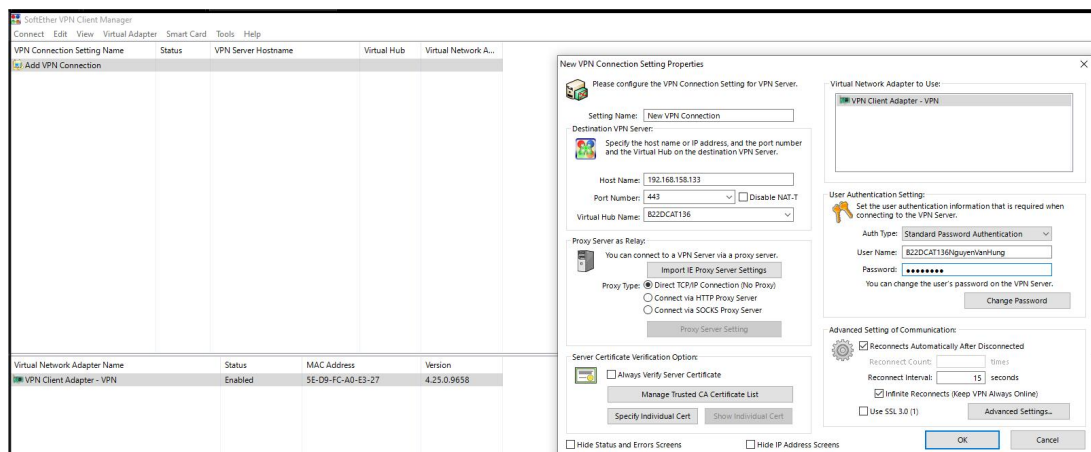 SoftEther VPN Client Manager
Connect Edit View Virtual Adapter Smart Card Tools Help
VPN Connection Setting Name Status VPN Server Hostname Virtual Hub Virtual Network A...
Add VPN Connection
Virtual Network Adapter Name Status MAC Address Version
VPN Client Adapter - VPN Enabled 5E-D9-FC-A0-E3-27 4.25.0.9658
New VPN Connection Setting Properties
Please configure the VPN Connection Setting for VPN Server.
Setting Name: New VPN Connection
Destination VPN Server:
Specify the host name or IP address, and the port number
and the Virtual Hub on the destination VPN Server.
Host Name: 192.168.158.133
Port Number: 443 Disable NAT-T
Virtual Hub Name: B22DCAT136
Proxy Server as Relay:
You can connect to a VPN Server via a proxy server.
Import IE Proxy Server Settings
Proxy Type: Direct TCP/IP Connection (No Proxy)
Connect via HTTP Proxy Server
Connect via SOCKS Proxy Server
Proxy Server Setting
Server Certificate Verification Option:
Always Verify Server Certificate
Manage Trusted CA Certificate List
Specify Individual Cert Show Individual Cert
Hide Status and Errors Screens Hide IP Address Screens
Virtual Network Adapter to Use:
VPN Client Adapter - VPN
User Authentication Setting:
Set the user authentication information that is required when
connecting to the VPN Server.
Auth Type: Standard Password Authentication
User Name: B22DCAT136NguyenVanHung
Password: ●●●●●●●●
You can change the user's password on the VPN Server.
Change Password
Advanced Setting of Communication:
Reconnects Automatically After Disconnected
Reconnect Count: times
Reconnect Interval: 15 seconds
Infinite Reconnects (Keep VPN Always Online)
Use SSL 3.0 (1) Advanced Settings...
OK Cancel